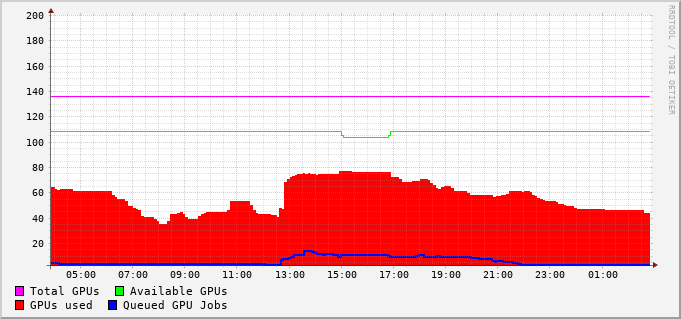 200
180
160
140
120
100
80
60
40
20
05:00 07:00 09:00 11:00 13:00 15:00 17:00 19:00 21:00 23:00 01:00
Total GPUs Available GPUs
GPUs used Queued GPU Jobs
RRDTOOL / TOBI OETIKER